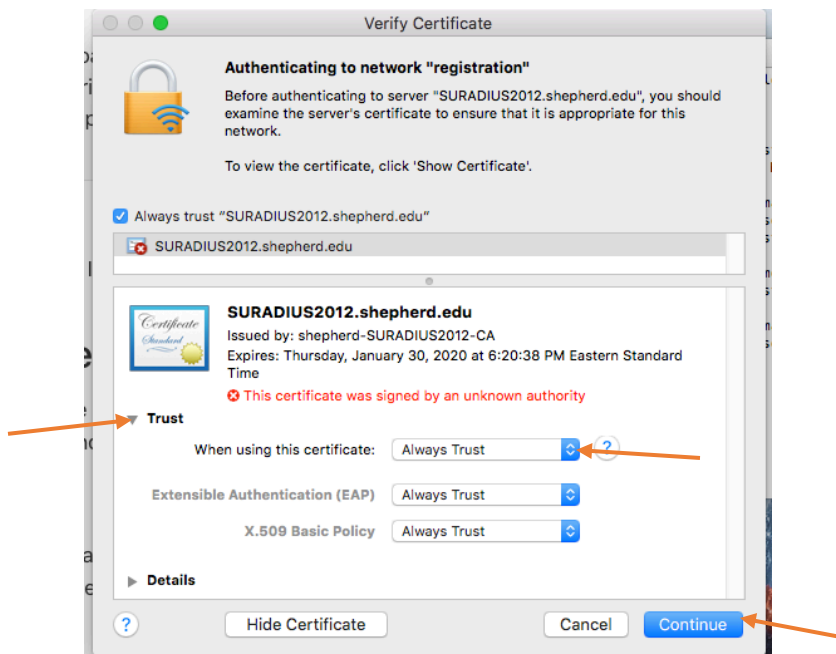 Verify Certificate
Authenticating to network "registration"
Before authenticating to server "SURADIUS2012.shepherd.edu", you should
examine the server's certificate to ensure that it is appropriate for this
network.
To view the certificate, click 'Show Certificate'.
Always trust "SURADIUS2012.shepherd.edu"
SURADIUS2012.shepherd.edu
Certificate
Standard
SURADIUS2012.shepherd.edu
Issued by: shepherd-SURADIUS2012-CA
Expires: Thursday, January 30, 2020 at 6:20:38 PM Eastern Standard
Time
This certificate was signed by an unknown authority
Trust
When using this certificate: Always Trust ?
Extensible Authentication (EAP) Always Trust
X.509 Basic Policy Always Trust
Details
? Hide Certificate Cancel Continue